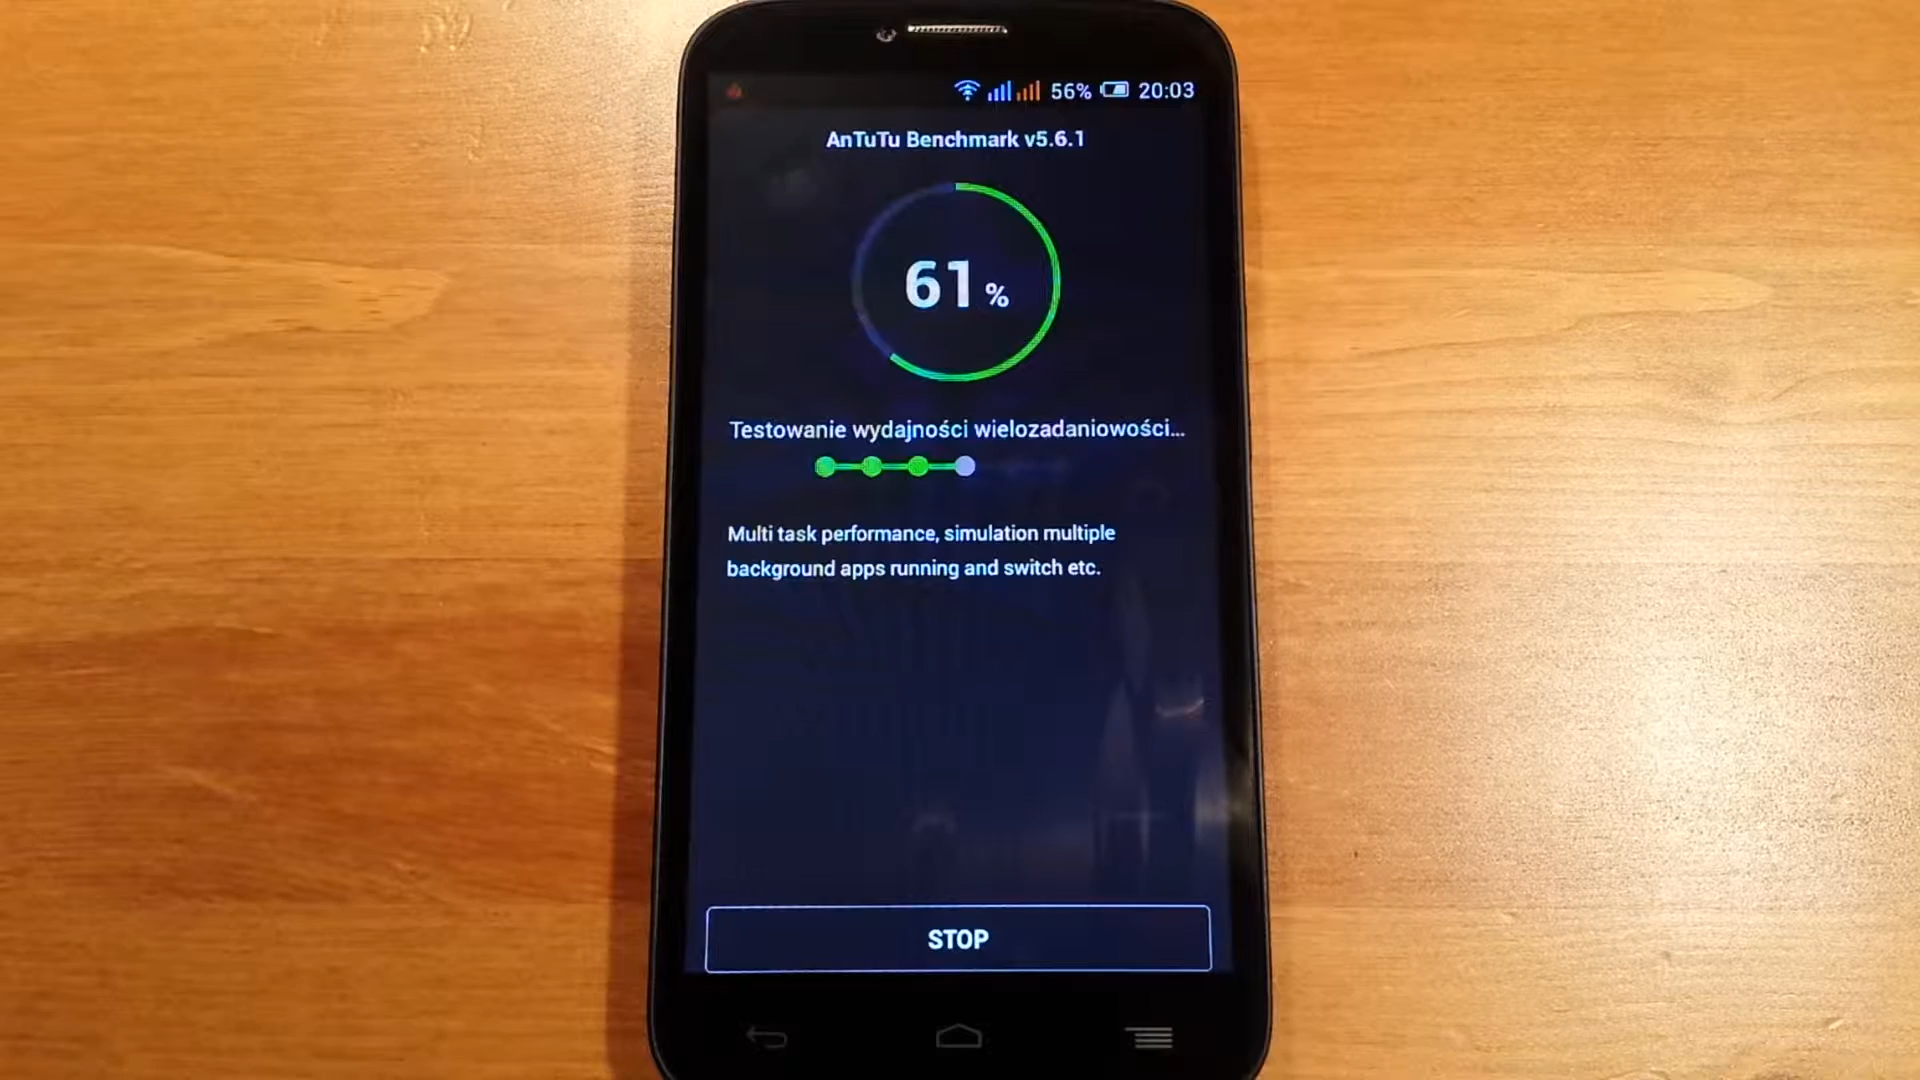 56% 20:03
AnTuTu Benchmark v5.6.1
61 %
Testowanie wydajności wielozadaniowości...
Multi task performance, simulation multiple
background apps running and switch etc.
STOP